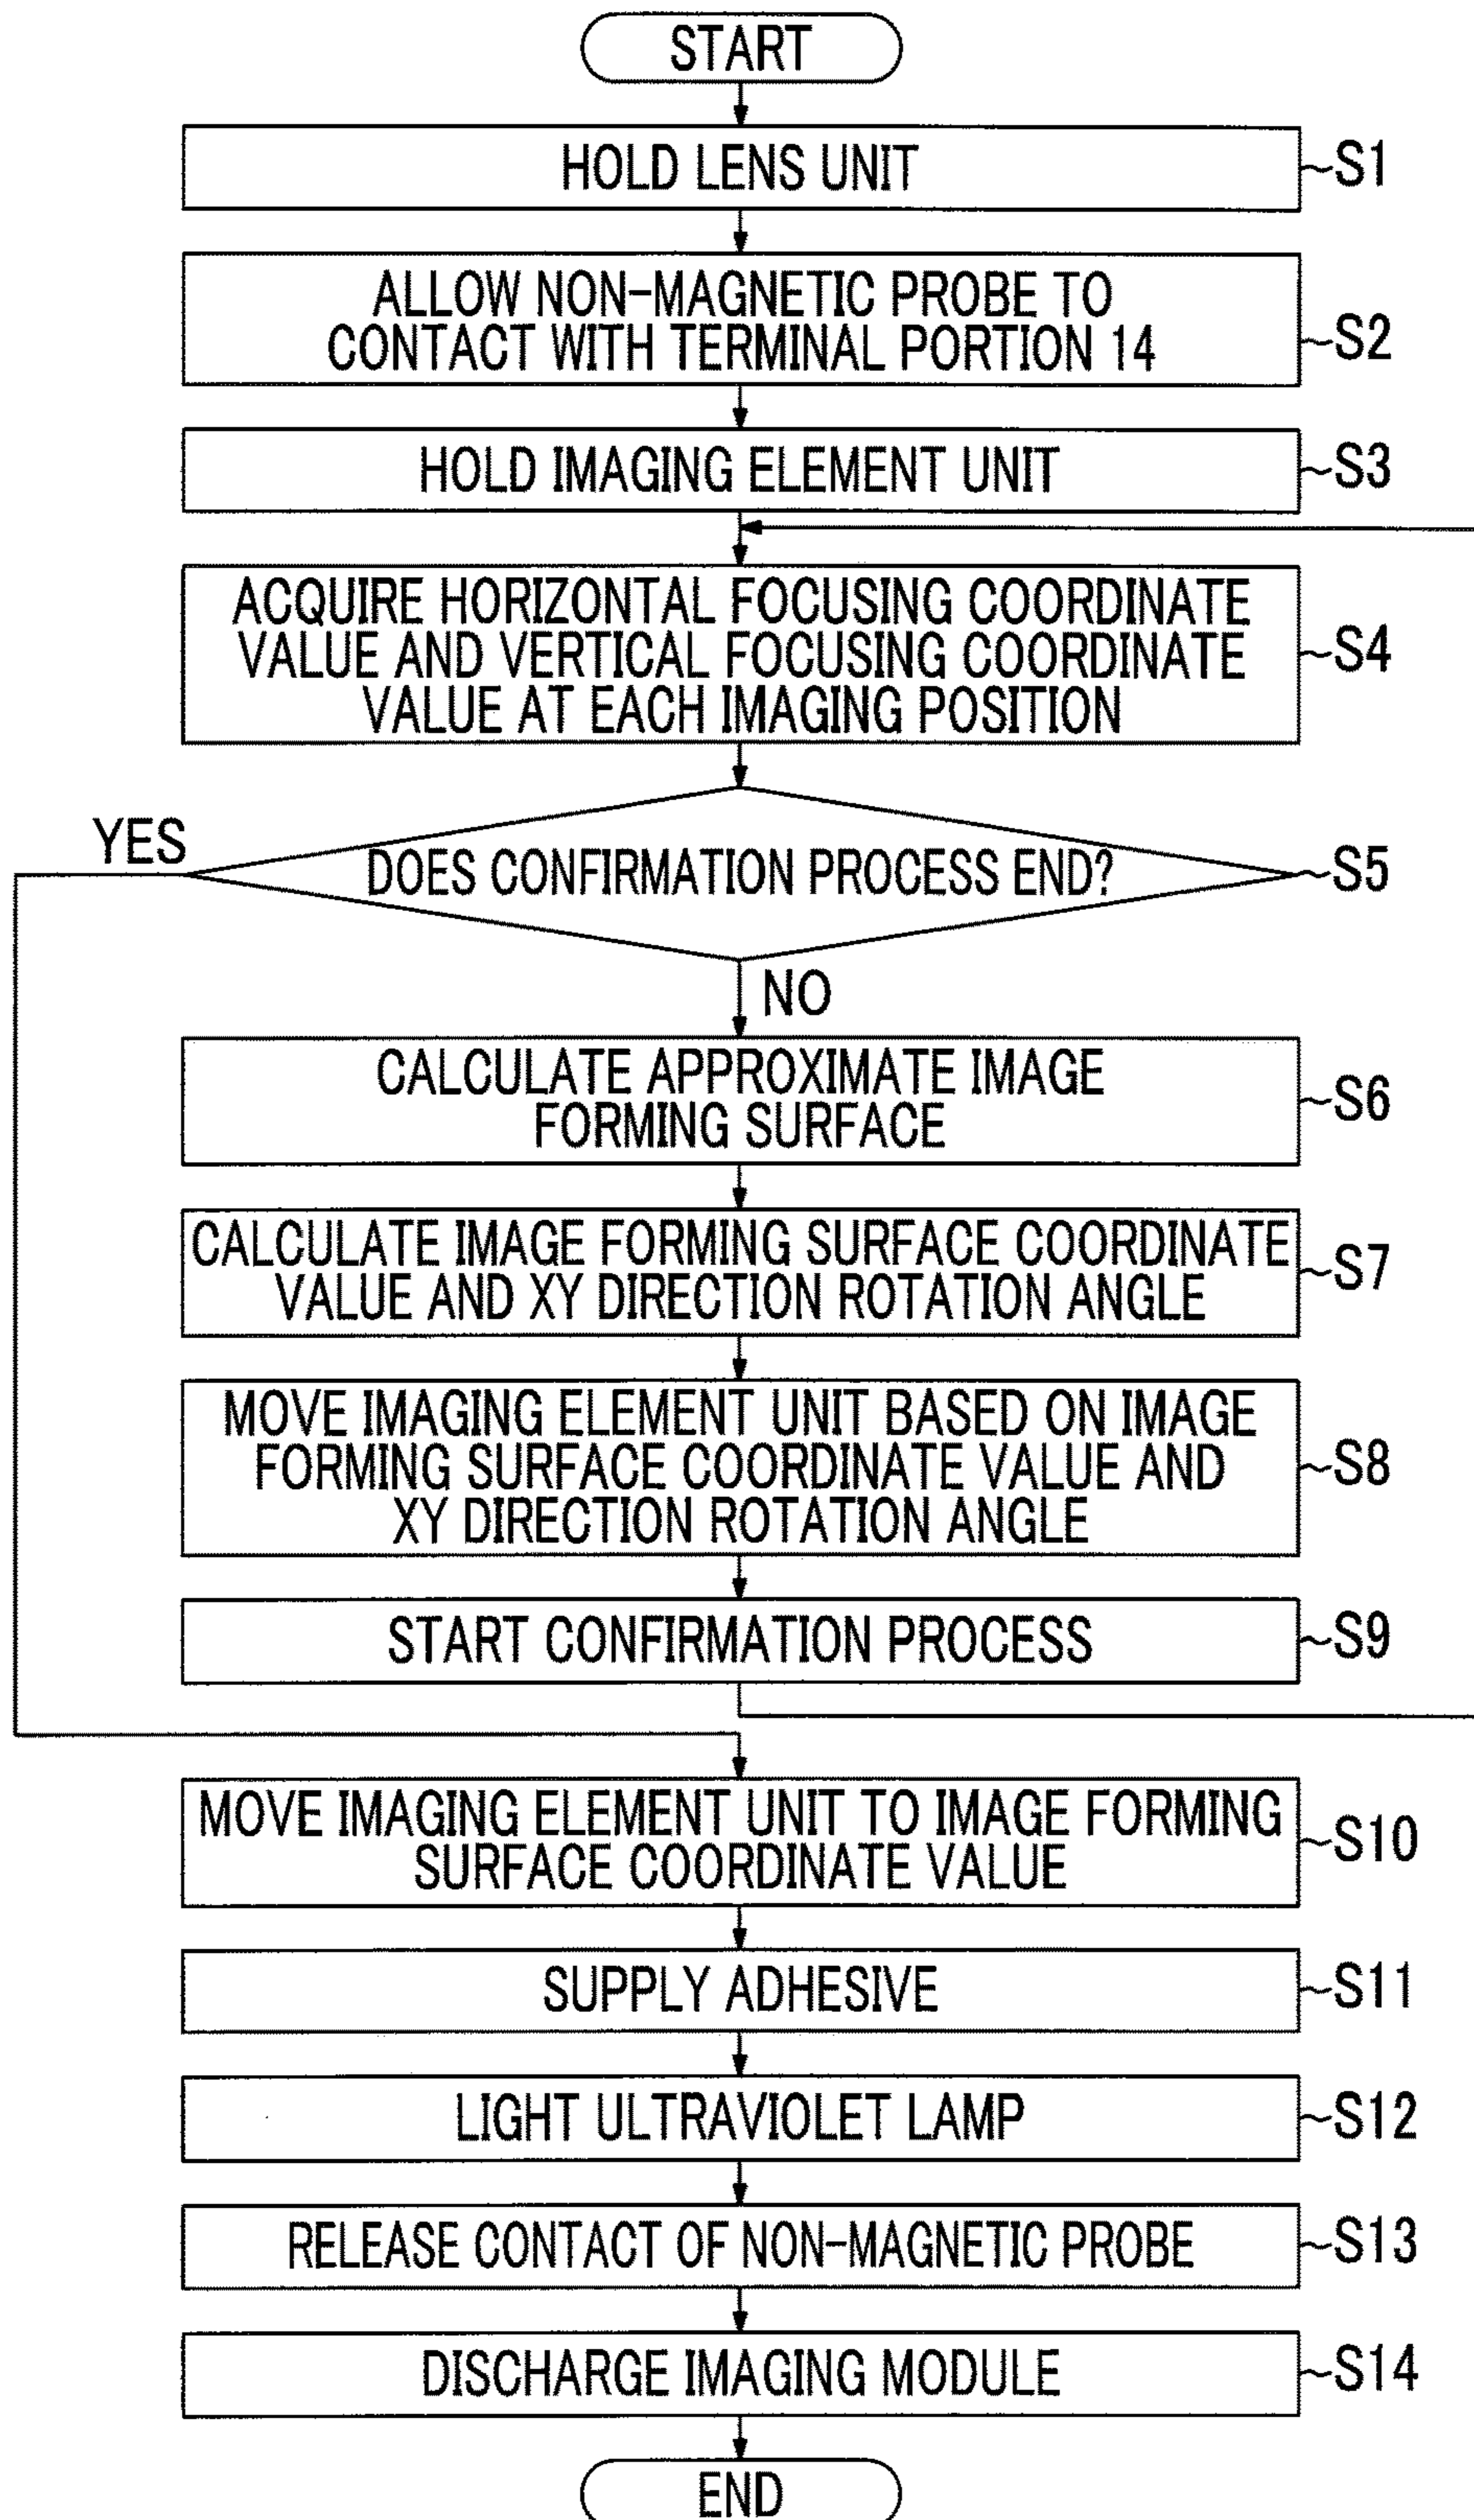 START
HOLD LENS UNIT
~S1
ALLOW NON-MAGNETIC PROBE TO
CONTACT WITH TERMINAL PORTION 14
~S2
HOLD IMAGING ELEMENT UNIT
~S3
ACQUIRE HORIZONTAL FOCUSING COORDINATE
VALUE AND VERTICAL FOCUSING COORDINATE
VALUE AT EACH IMAGING POSITION
~S4
YES
DOES CONFIRMATION PROCESS END?
~S5
NO
CALCULATE APPROXIMATE IMAGE
FORMING SURFACE
~S6
CALCULATE IMAGE FORMING SURFACE COORDINATE
VALUE AND XY DIRECTION ROTATION ANGLE
~S7
MOVE IMAGING ELEMENT UNIT BASED ON IMAGE
FORMING SURFACE COORDINATE VALUE AND
XY DIRECTION ROTATION ANGLE
~S8
START CONFIRMATION PROCESS
~S9
MOVE IMAGING ELEMENT UNIT TO IMAGE FORMING
SURFACE COORDINATE VALUE
~S10
SUPPLY ADHESIVE
~S11
LIGHT ULTRAVIOLET LAMP
~S12
RELEASE CONTACT OF NON-MAGNETIC PROBE
~S13
DISCHARGE IMAGING MODULE
~S14
END